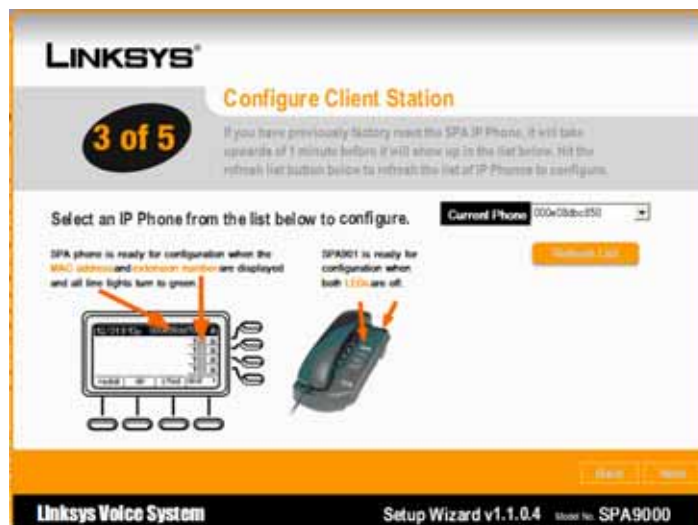 LINKSYS®
Configure Client Station
3 of 5
If you have previously factory reset the SPA IP Phone, it will take
upwards of 1 minute before it will show up in the list below. Hit the
refresh list button below to refresh the list of IP Phones to configure.
Select an IP Phone from the list below to configure.
Current Phone 000e08dbc850
Refresh List
SPA phone is ready for configuration when the
MAC address and extension number are displayed
and all line lights turn to green.
SPA901 is ready for
configuration when
both LEDs are off.
Back Next
Linksys Voice System
Setup Wizard v1.1.0.4 Model No. SPA9000